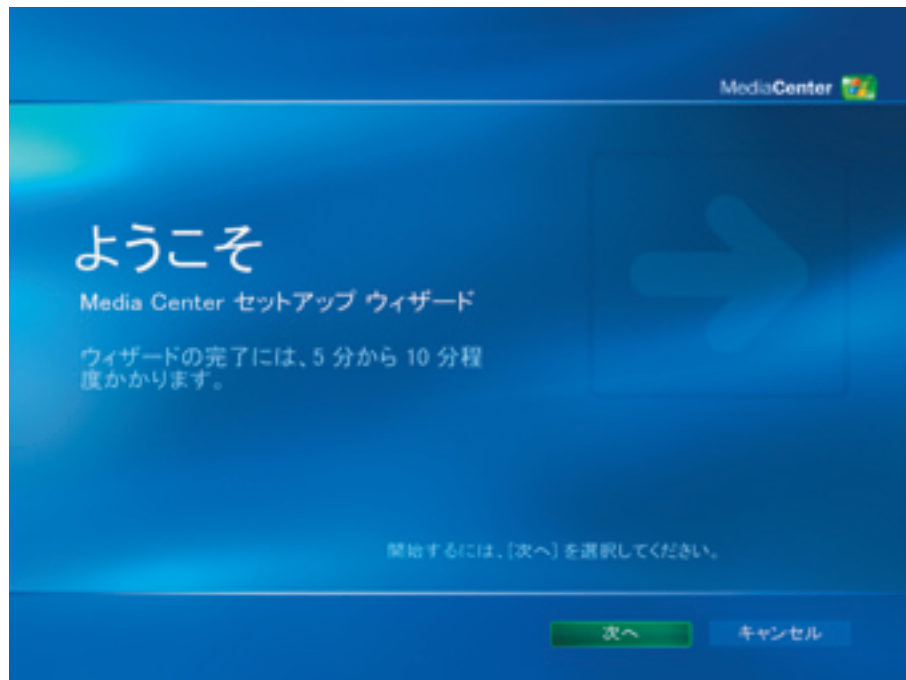 MediaCenter
ようこそ
Media Center セットアップ ウィザード
ウィザードの完了には、5 分から 10 分程
度かかります。
開始するには、[次へ] を選択してください。
次へ
キャンセル